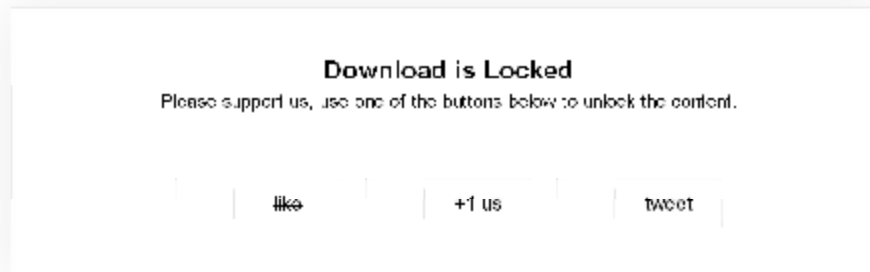 Download is Locked
Please support us, use one of the buttons below to unlock the content.
like +1 us tweet